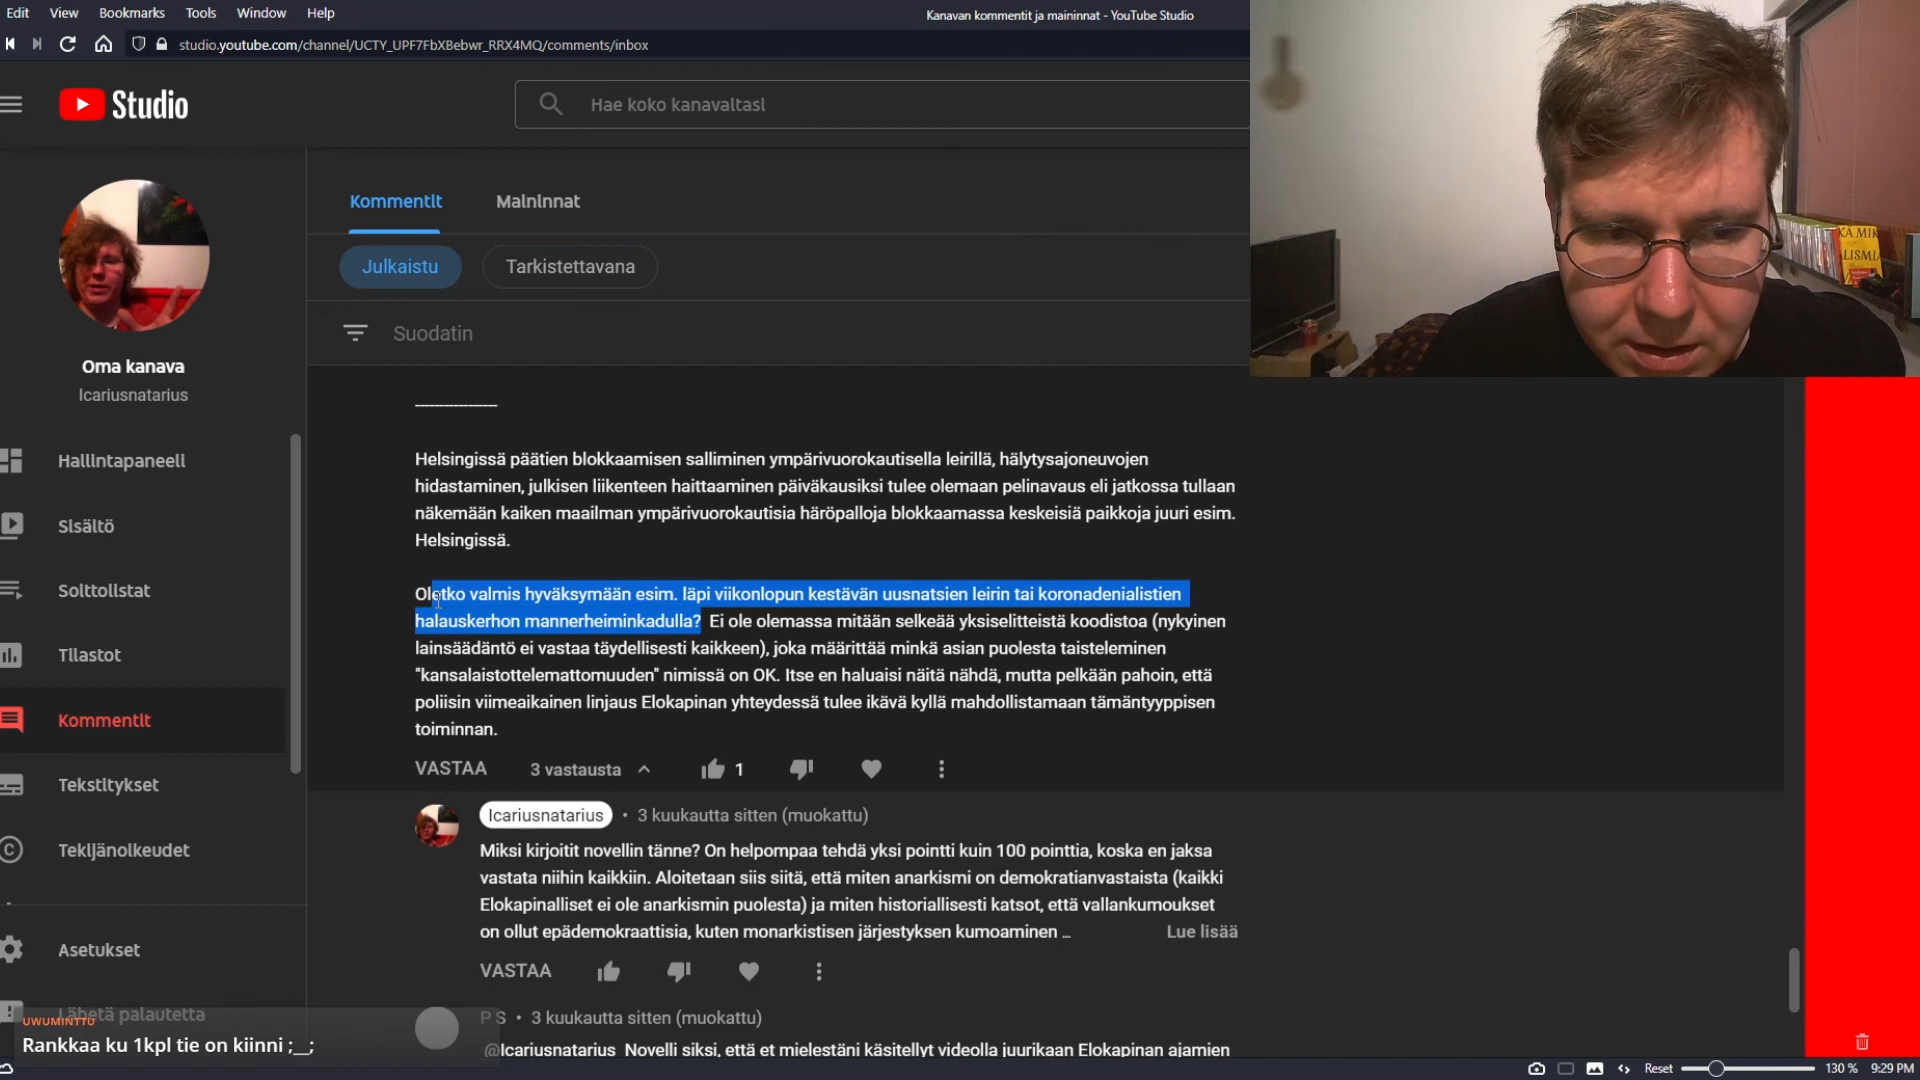 Edit View Bookmarks Tools Window Help
Kanavan kommentit ja maininnat - YouTube Studio
studio.youtube.com/channel/UCTY_UPF7FbXBebwr_RRX4MQ/comments/inbox
Studio
Hae koko kanavaltasi
Kommentit Maininnat
Julkaistu Tarkistettavana
Suodatin
Oma kanava
Icariusnatarius
Hallintapaneeli
Sisältö
Soittolistat
Tilastot
Kommentit
Tekstitykset
Tekijänoikeudet
Asetukset
Lähetä palautetta
----------------
Helsingissä päätien blokkaamisen salliminen ympärivuorokautisella leirillä, hälytysajoneuvojen
hidastaminen, julkisen liikenteen haittaaminen päiväkausiksi tulee olemaan pelinavaus eli jatkossa tullaan
näkemään kaiken maailman ympärivuorokautisia häröpalloja blokkaamassa keskeisiä paikkoja juuri esim.
Helsingissä.
Oletko valmis hyväksymään esim. läpi viikonlopun kestävän uusnatsien leirin tai koronadenialistien
halauskerhon mannerheiminkadulla? Ei ole olemassa mitään selkeää yksiselitteistä koodistoa (nykyinen
lainsäädäntö ei vastaa täydellisesti kaikkeen), joka määrittää minkä asian puolesta taisteleminen
"kansalaistottelemattomuuden" nimissä on OK. Itse en haluaisi näitä nähdä, mutta pelkään pahoin, että
poliisin viimeaikainen linjaus Elokapinan yhteydessä tulee ikävä kyllä mahdollistamaan tämäntyyppisen
toiminnan.
VASTAA 3 vastausta 1
Icariusnatarius • 3 kuukautta sitten (muokattu)
Miksi kirjoitit novellin tänne? On helpompaa tehdä yksi pointti kuin 100 pointtia, koska en jaksa
vastata niihin kaikkiin. Aloitetaan siis siitä, että miten anarkismi on demokratianvastaista (kaikki
Elokapinalliset ei ole anarkismin puolesta) ja miten historiallisesti katsot, että vallankumoukset
on ollut epädemokraattisia, kuten monarkistisen järjestyksen kumoaminen ...
Lue lisää
VASTAA
P S • 3 kuukautta sitten (muokattu)
@Icariusnatarius Novelli siksi, että et mielestäni käsitellyt videolla juurikaan Elokapinan ajamien
UWUMINTTU
Rankkaa ku 1kpl tie on kiinni ;__;
Reset 130 % 9:29 PM